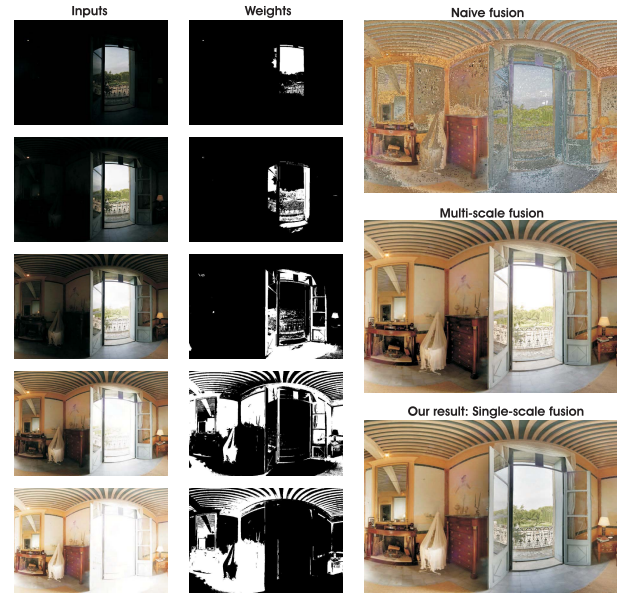 Inputs
Weights
Naive fusion
Multi-scale fusion
Our result: Single-scale fusion